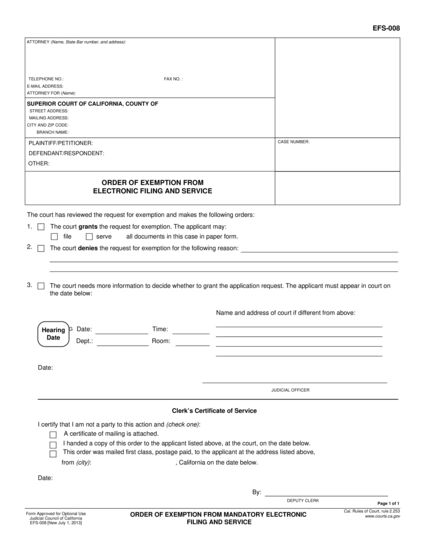 EFS-008
ATTORNEY (Name, State Bar number, and address):
TELEPHONE NO.: FAX NO.:
E-MAIL ADDRESS:
ATTORNEY FOR (Name):
SUPERIOR COURT OF CALIFORNIA, COUNTY OF
STREET ADDRESS:
MAILING ADDRESS:
CITY AND ZIP CODE:
BRANCH NAME:
PLAINTIFF/PETITIONER:
DEFENDANT/RESPONDENT:
OTHER:
CASE NUMBER:
ORDER OF EXEMPTION FROM
ELECTRONIC FILING AND SERVICE
The court has reviewed the request for exemption and makes the following orders:
1. The court grants the request for exemption. The applicant may:
file serve all documents in this case in paper form.
2. The court denies the request for exemption for the following reason:
3. The court needs more information to decide whether to grant the application request. The applicant must appear in court on
the date below:
Name and address of court if different from above:
Hearing
Date
Date: Time:
Dept.: Room:
Date:
JUDICIAL OFFICER
Clerk's Certificate of Service
I certify that I am not a party to this action and (check one):
A certificate of mailing is attached.
I handed a copy of this order to the applicant listed above, at the court, on the date below.
This order was mailed first class, postage paid, to the applicant at the address listed above,
from (city): , California on the date below.
Date:
By:
DEPUTY CLERK
Page 1 of 1
Form Approved for Optional Use
Judicial Council of California
EFS-008 [New July 1, 2013]
ORDER OF EXEMPTION FROM MANDATORY ELECTRONIC
FILING AND SERVICE
Cal. Rules of Court, rule 2.253
www.courts.ca.gov